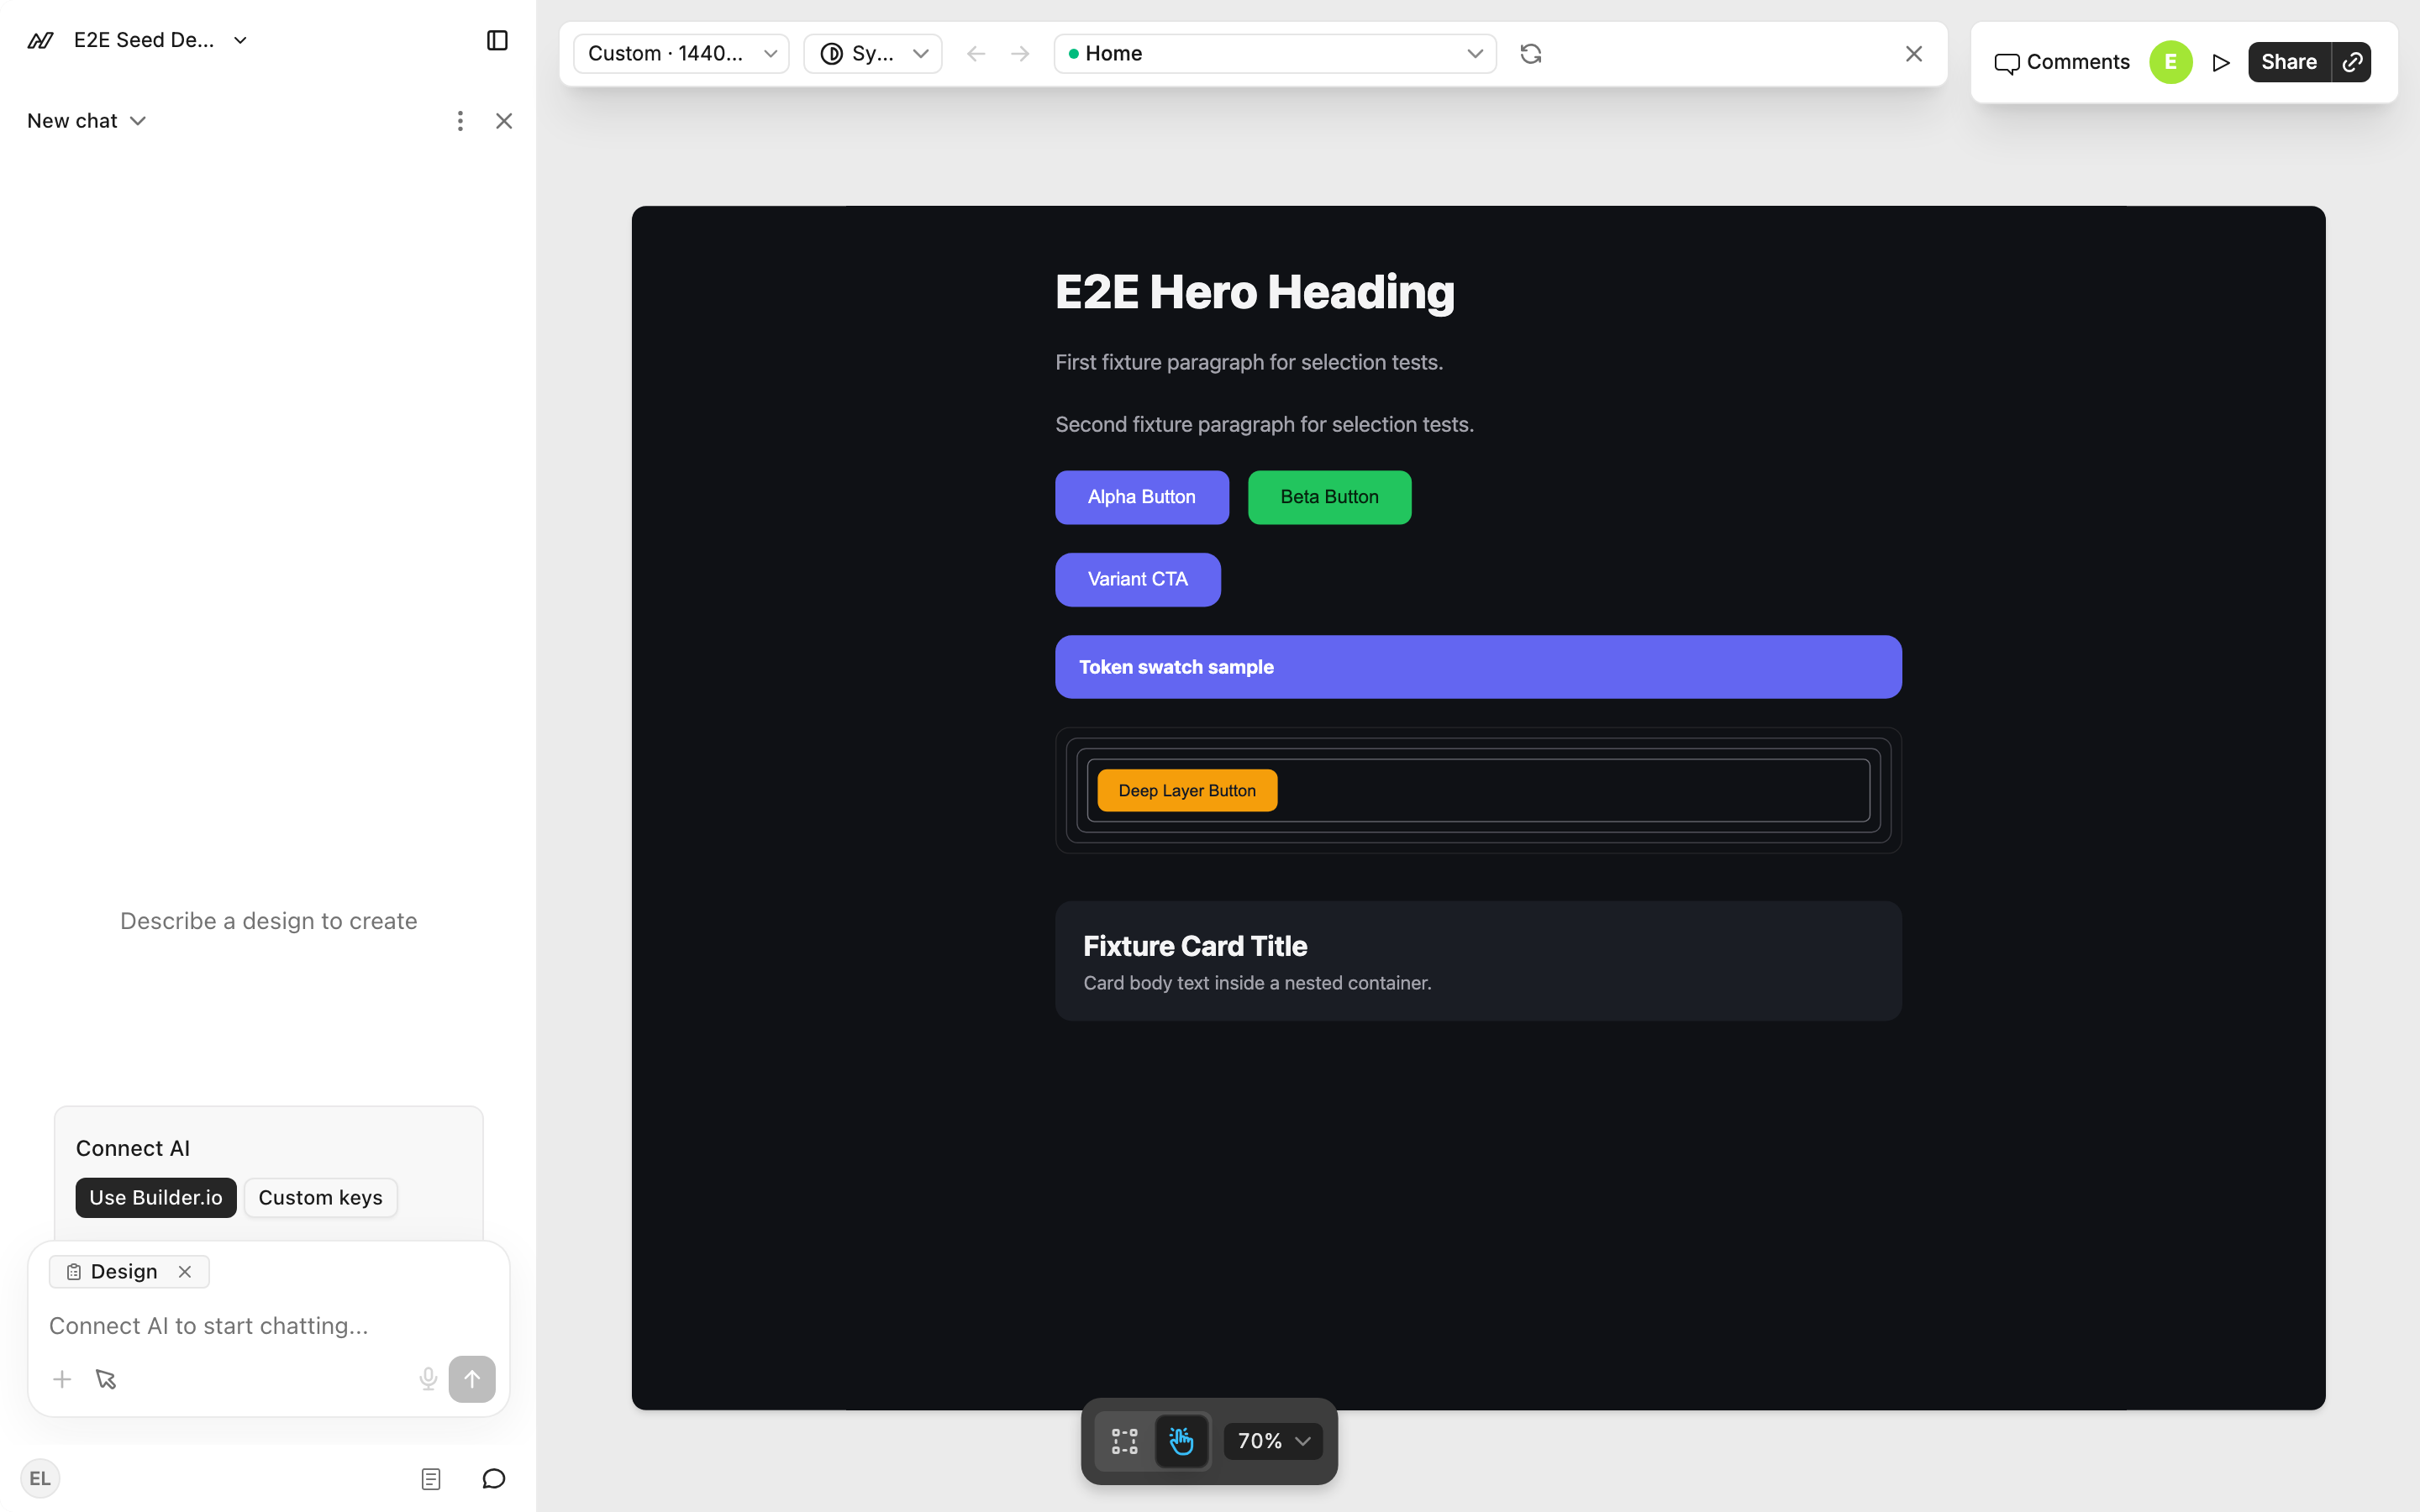 E2E Seed De...
New chat
Describe a design to create
Connect AI
Use Builder.io
Custom keys
Design
Connect AI to start chatting...
EL
Custom · 1440...
Sy...
Home
Comments
E
Share
E2E Hero Heading
First fixture paragraph for selection tests.
Second fixture paragraph for selection tests.
Alpha Button
Beta Button
Variant CTA
Token swatch sample
Deep Layer Button
Fixture Card Title
Card body text inside a nested container.
70%